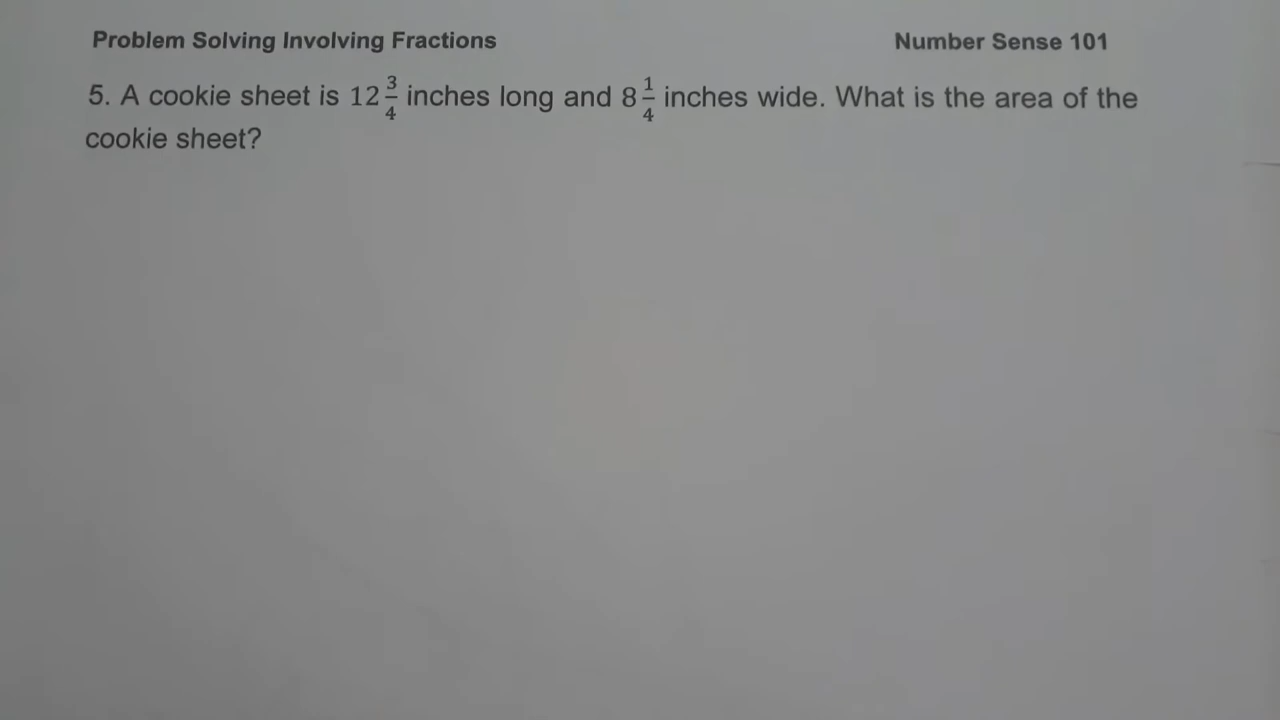 Problem Solving Involving Fractions Number Sense 101
5. A cookie sheet is 12 3/4 inches long and 8 1/4 inches wide. What is the area of the
cookie sheet?